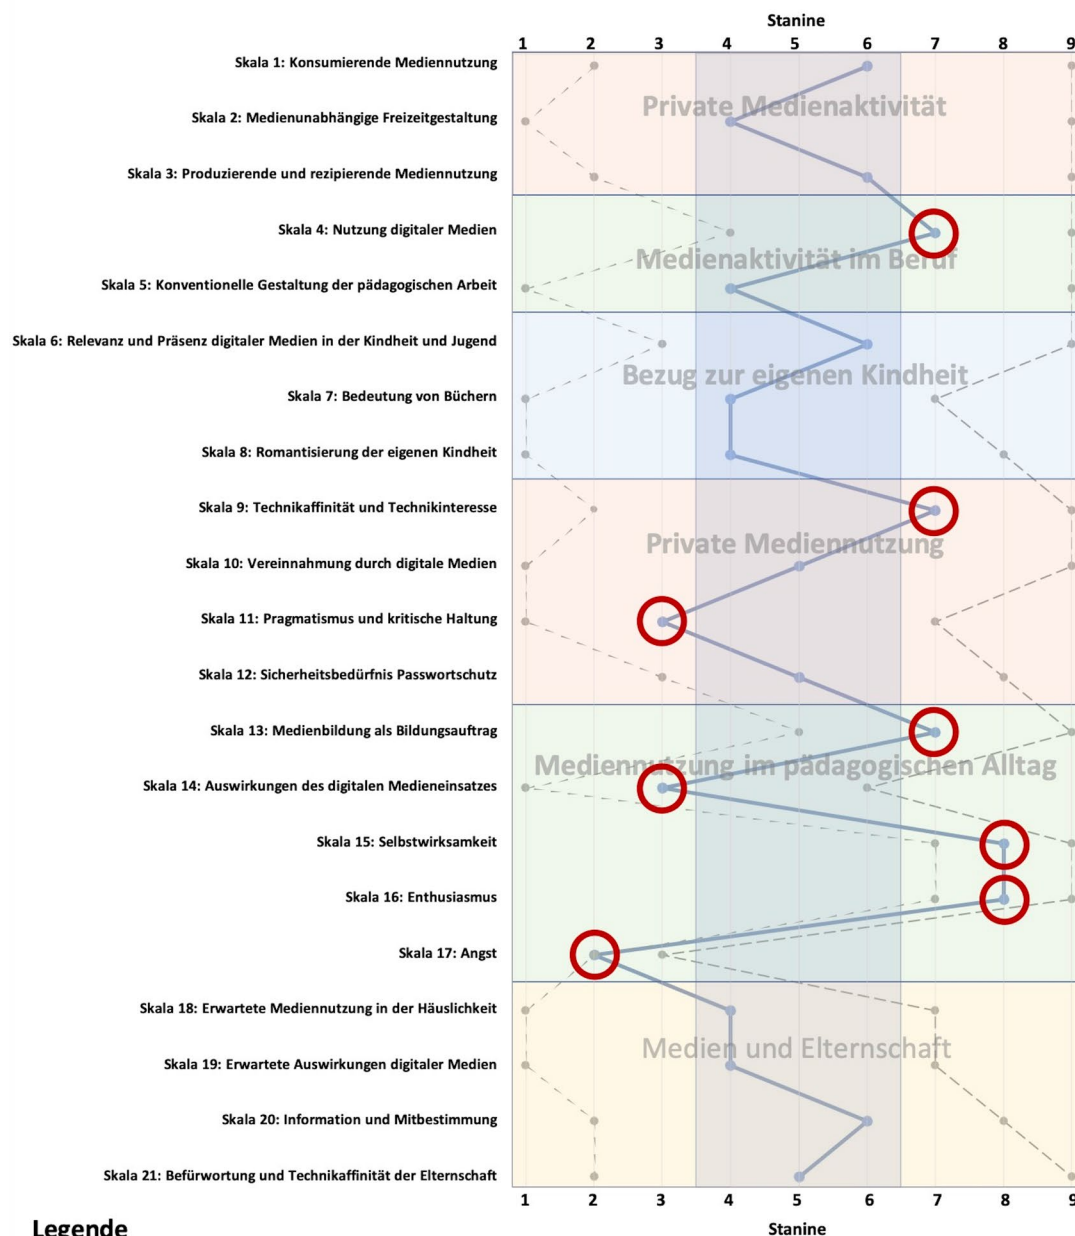 Stanine
1 2 3 4 5 6 7 8 9
Skala 1: Konsumierende Mediennutzung
Private Medienaktivität
Skala 2: Medienunabhängige Freizeitgestaltung
Skala 3: Produzierende und rezipierende Mediennutzung
Skala 4: Nutzung digitaler Medien
Medienaktivität im Beruf
Skala 5: Konventionelle Gestaltung der pädagogischen Arbeit
Skala 6: Relevanz und Präsenz digitaler Medien in der Kindheit und Jugend
Bezug zur eigenen Kindheit
Skala 7: Bedeutung von Büchern
Skala 8: Romantisierung der eigenen Kindheit
Skala 9: Technikaffinität und Technikinteresse
Private Mediennutzung
Skala 10: Vereinnahmung durch digitale Medien
Skala 11: Pragmatismus und kritische Haltung
Skala 12: Sicherheitsbedürfnis Passwortschutz
Skala 13: Medienbildung als Bildungsauftrag
Mediennutzung im pädagogischen Alltag
Skala 14: Auswirkungen des digitalen Medieneinsatzes
Skala 15: Selbstwirksamkeit
Skala 16: Enthusiasmus
Skala 17: Angst
Skala 18: Erwartete Mediennutzung in der Häuslichkeit
Medien und Elternschaft
Skala 19: Erwartete Auswirkungen digitaler Medien
Skala 20: Information und Mitbestimmung
Skala 21: Befürwortung und Technikaffinität der Elternschaft
1 2 3 4 5 6 7 8 9
Stanine
Legende